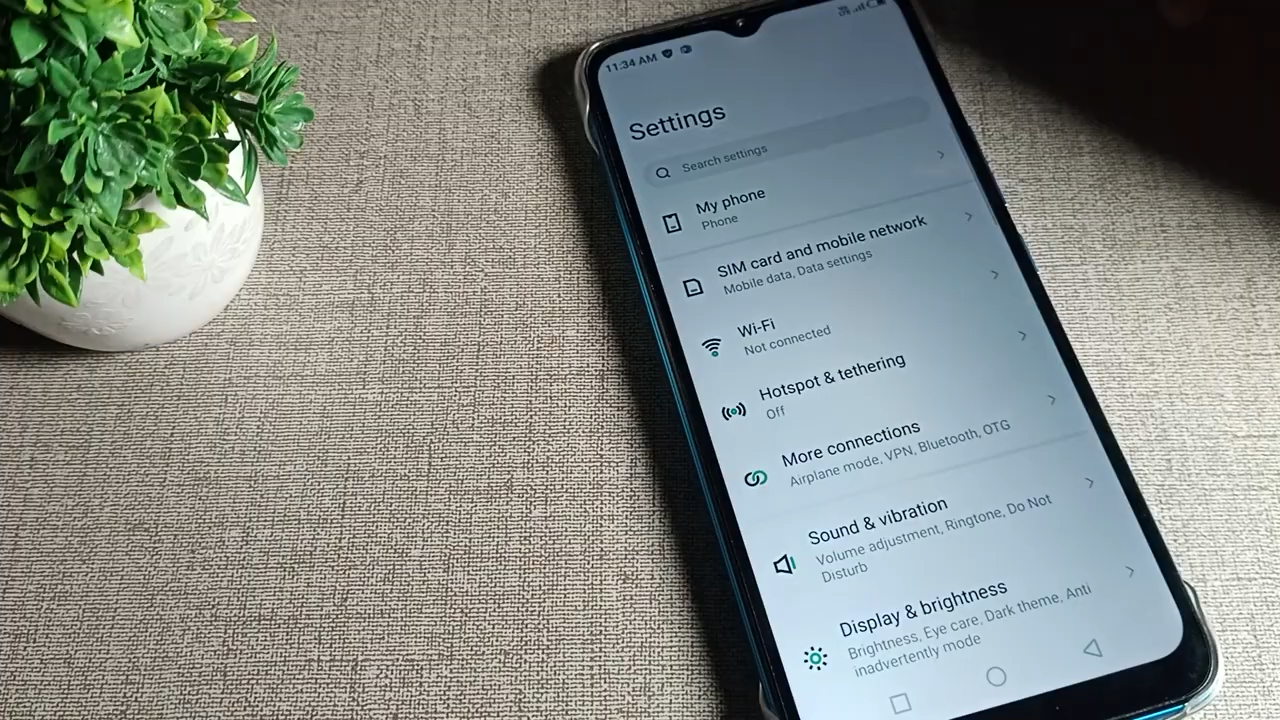 11:34 AM
Settings
Search settings
My phone
Phone
SIM card and mobile network
Mobile data, Data settings
Wi-Fi
Not connected
Hotspot & tethering
Off
More connections
Airplane mode, VPN, Bluetooth, OTG
Sound & vibration
Volume adjustment, Ringtone, Do Not
Disturb
Display & brightness
Brightness, Eye care, Dark theme, Anti
inadvertently mode